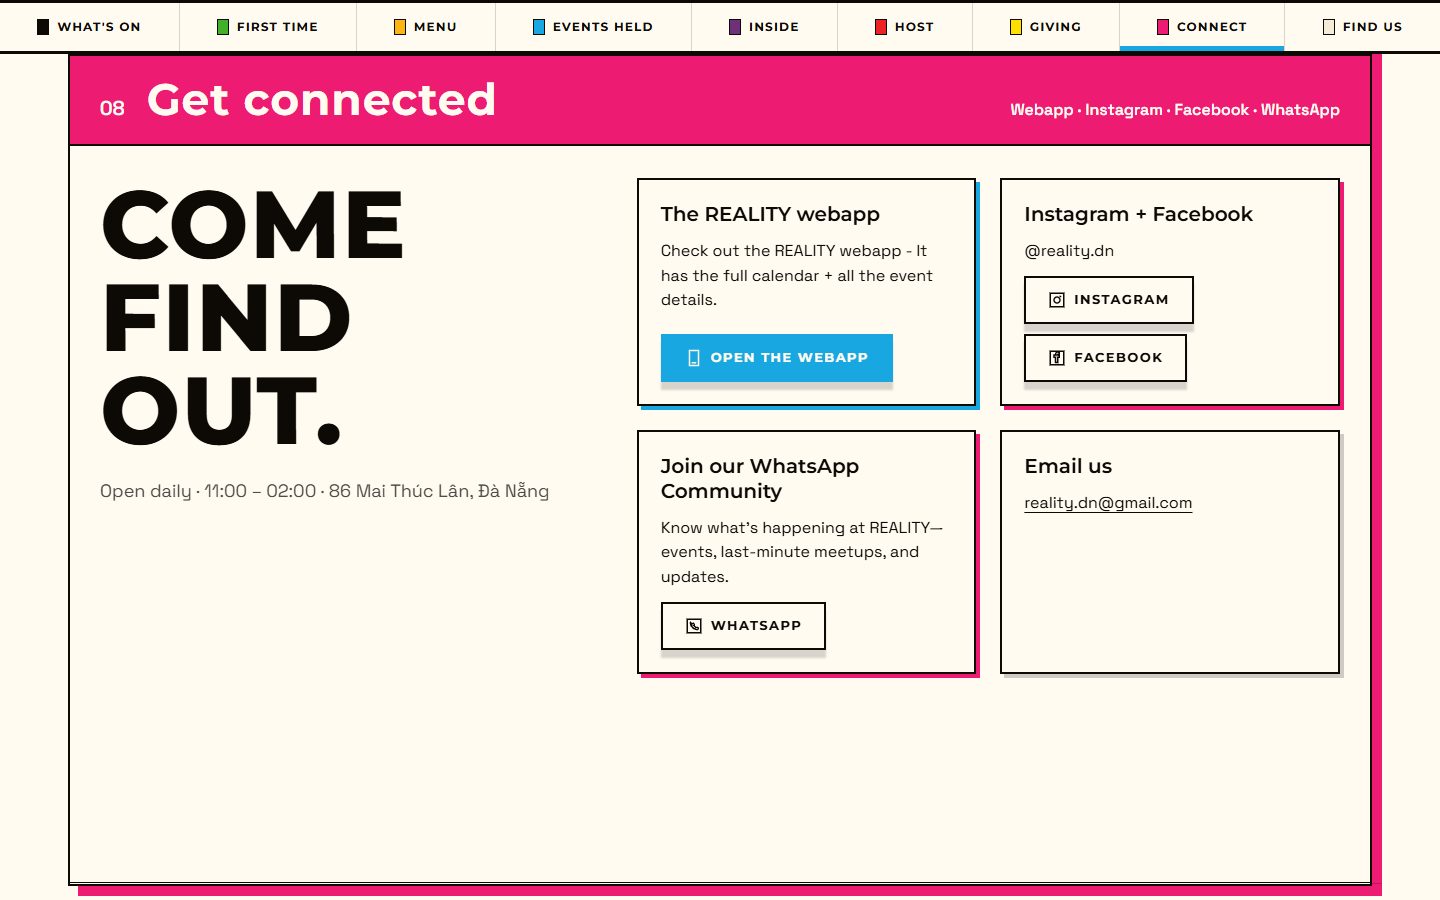 WHAT'S ON
FIRST TIME
MENU
EVENTS HELD
INSIDE
HOST
GIVING
CONNECT
FIND US
08 Get connected
Webapp · Instagram · Facebook · WhatsApp
COME
FIND
OUT.
Open daily · 11:00 – 02:00 · 86 Mai Thúc Lân, Đà Nẵng
The REALITY webapp
Check out the REALITY webapp - It
has the full calendar + all the event
details.
OPEN THE WEBAPP
Instagram + Facebook
@reality.dn
INSTAGRAM
FACEBOOK
Join our WhatsApp
Community
Know what's happening at REALITY—
events, last-minute meetups, and
updates.
WHATSAPP
Email us
reality.dn@gmail.com